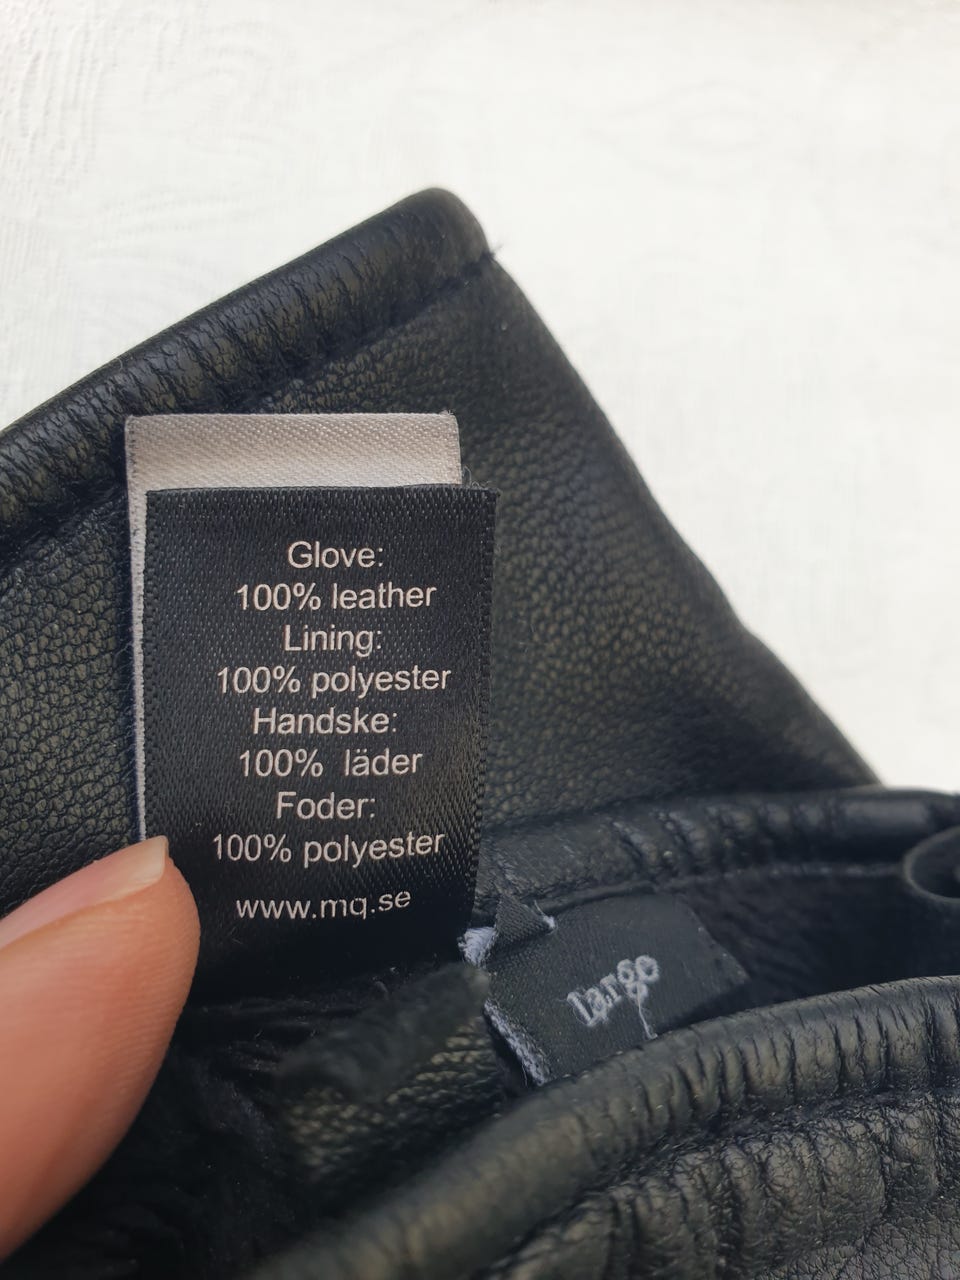 Glove:
100% leather
Lining:
100% polyester
Handske:
100% läder
Foder:
100% polyester
www.mq.se
large